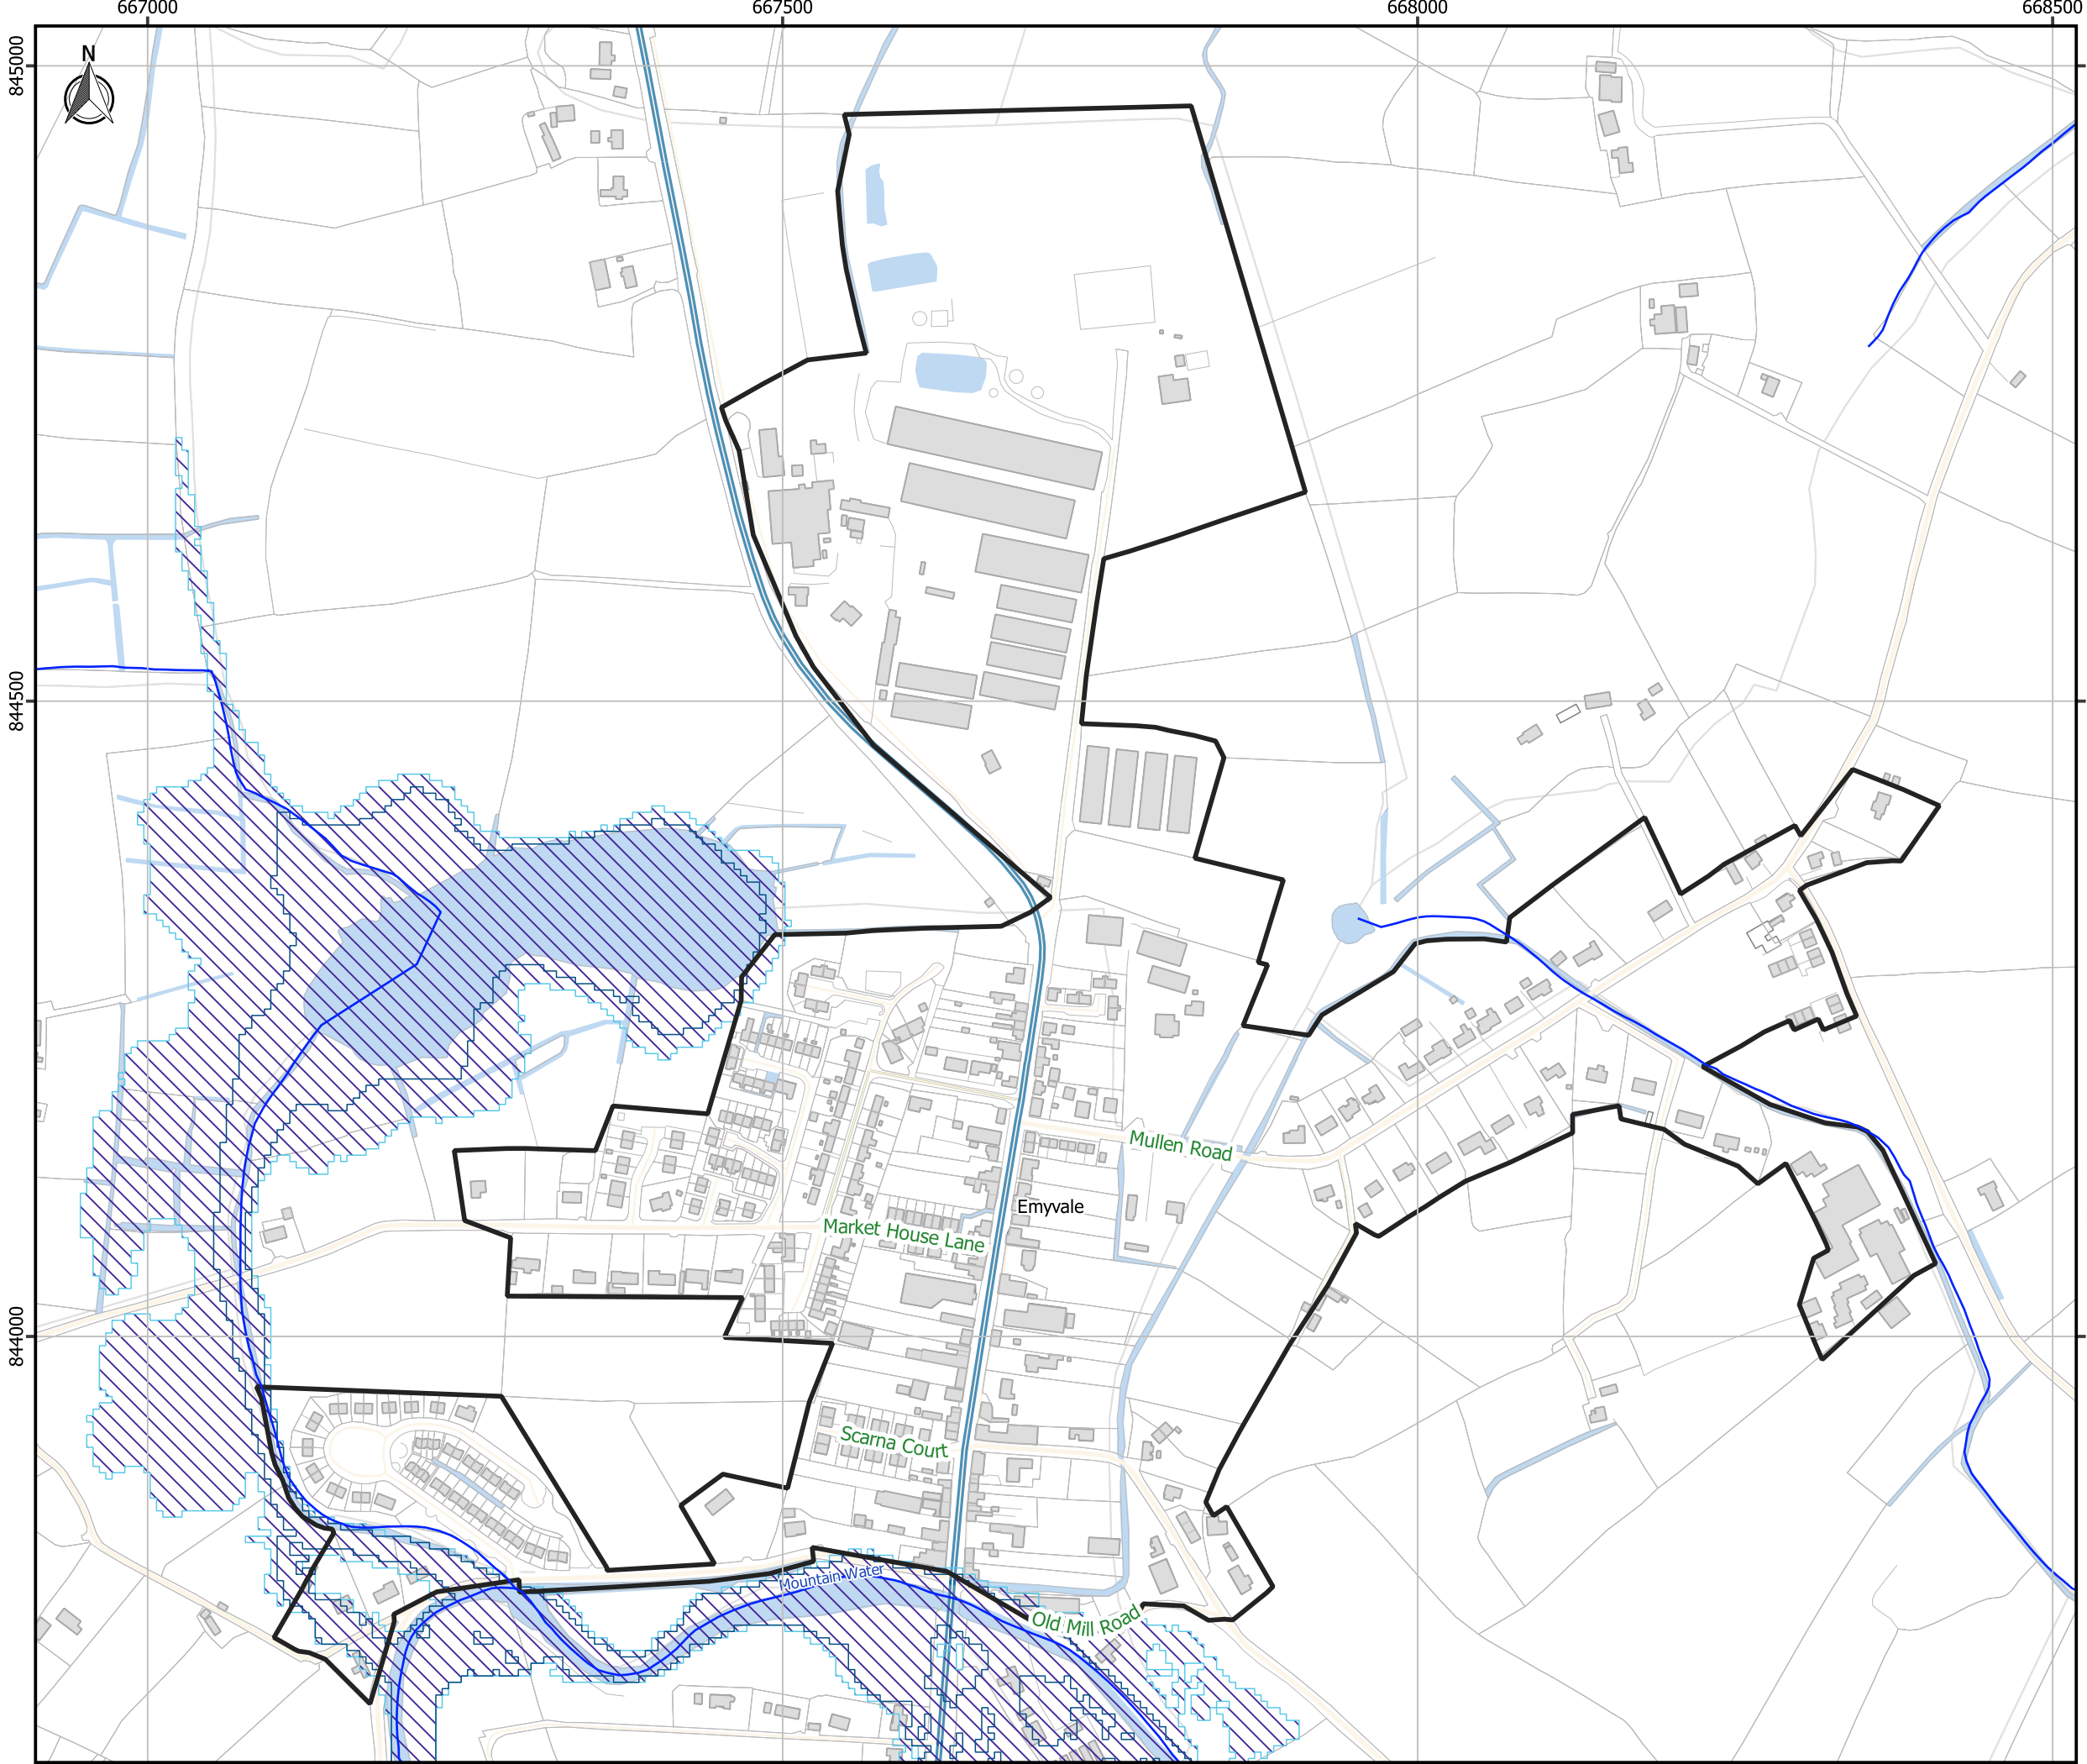 667000
667500
668000
668500
N
845000
844500
844000
Mullen Road
Emyvale
Market House Lane
Scarna Court
Mountain Water
Old Mill Road